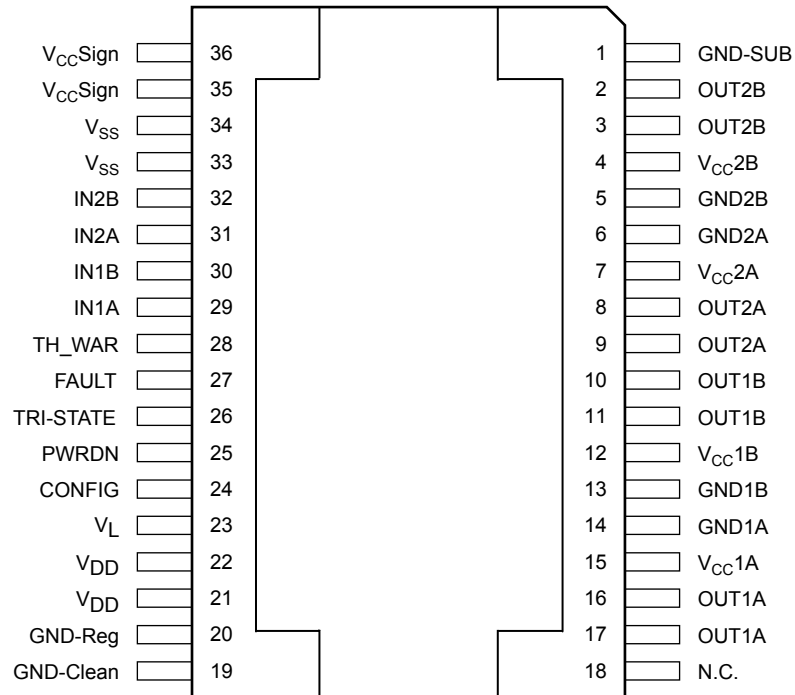 VCCSign 36 1 GND-SUB
VCCSign 35 2 OUT2B
VSS 34 3 OUT2B
VSS 33 4 VCC2B
IN2B 32 5 GND2B
IN2A 31 6 GND2A
IN1B 30 7 VCC2A
IN1A 29 8 OUT2A
TH_WAR 28 9 OUT2A
FAULT 27 10 OUT1B
TRI-STATE 26 11 OUT1B
PWRDN 25 12 VCC1B
CONFIG 24 13 GND1B
VL 23 14 GND1A
VDD 22 15 VCC1A
VDD 21 16 OUT1A
GND-Reg 20 17 OUT1A
GND-Clean 19 18 N.C.